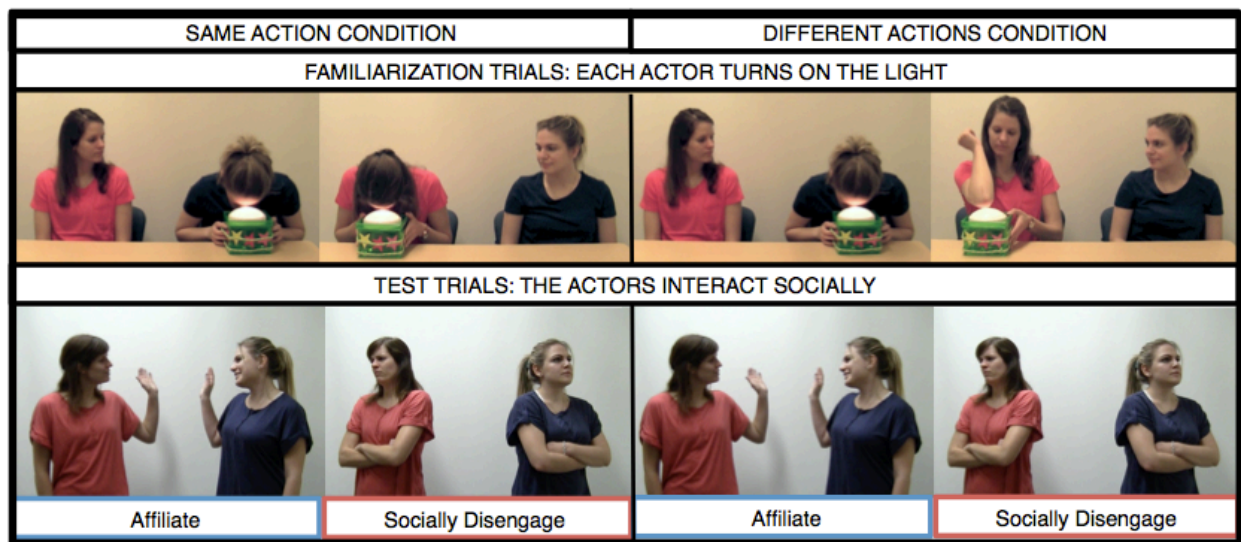 SAME ACTION CONDITION
DIFFERENT ACTIONS CONDITION
FAMILIARIZATION TRIALS: EACH ACTOR TURNS ON THE LIGHT
TEST TRIALS: THE ACTORS INTERACT SOCIALLY
Affiliate
Socially Disengage
Affiliate
Socially Disengage